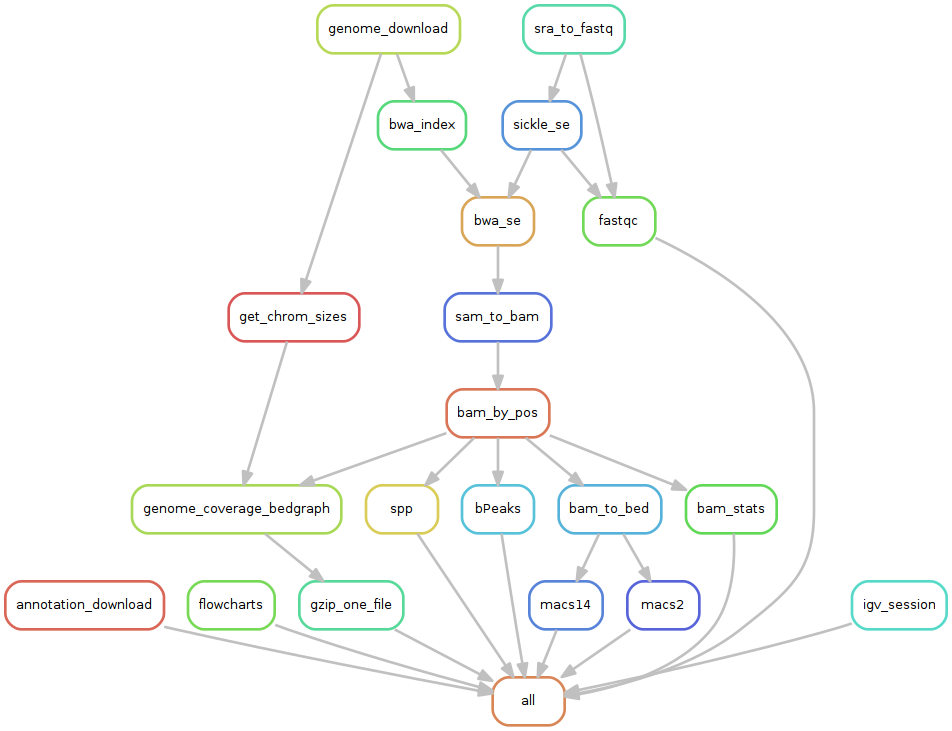 genome_download
sra_to_fastq
bwa_index
sickle_se
bwa_se
fastqc
get_chrom_sizes
sam_to_bam
bam_by_pos
genome_coverage_bedgraph
spp
bPeaks
bam_to_bed
bam_stats
annotation_download
flowcharts
gzip_one_file
macs14
macs2
igv_session
all